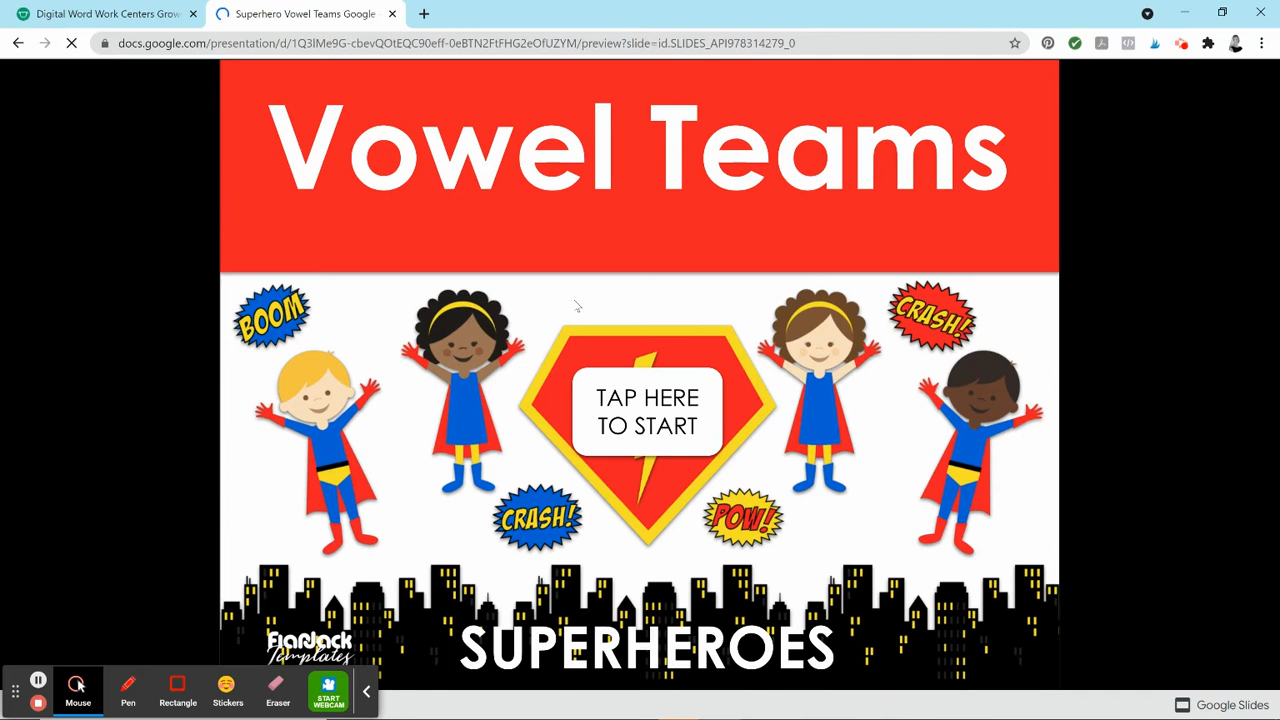 Digital Word Work Centers Grow
Superhero Vowel Teams Google
docs.google.com/presentation/d/1Q3lMe9G-cbevQOtEQC90eff-0eBTN2FtFHG2eOfUZYM/preview?slide=id.SLIDES_API978314279_0
Vowel Teams
BOOM
CRASH!
TAP HERE
TO START
CRASH!
POW!
SUPERHEROES
FlapJack
Templates
Mouse
Pen
Rectangle
Stickers
Eraser
START
WEBCAM
Google Slides